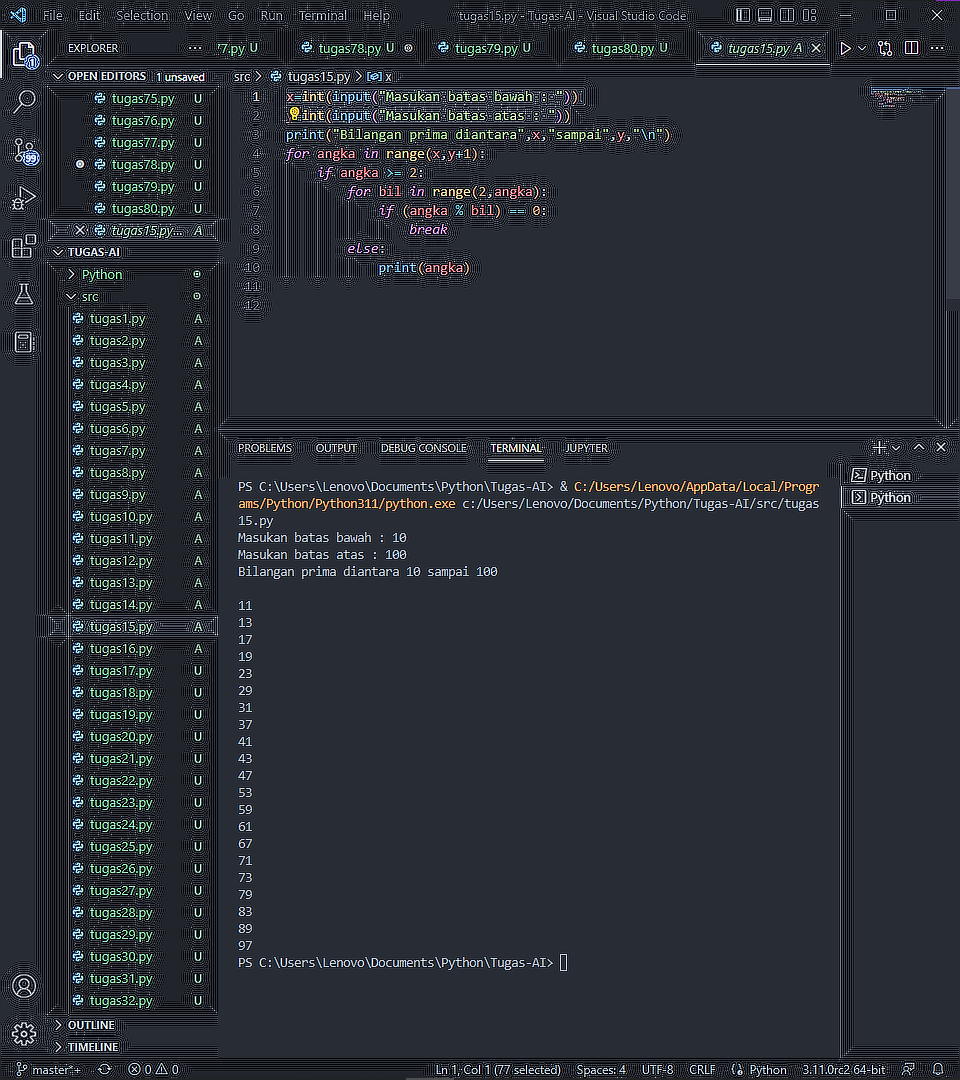 File Edit Selection View Go Run Terminal Help tugas15.py - Tugas-AI - Visual Studio Code
EXPLORER ··· 77.py U tugas78.py U tugas79.py U tugas80.py U tugas15.py A
OPEN EDITORS 1 unsaved
tugas75.py U
tugas76.py U
tugas77.py U
tugas78.py U
tugas79.py U
tugas80.py U
tugas15.py... A
TUGAS-AI
Python
src
tugas1.py A
tugas2.py A
tugas3.py A
tugas4.py A
tugas5.py A
tugas6.py A
tugas7.py A
tugas8.py A
tugas9.py A
tugas10.py A
tugas11.py A
tugas12.py A
tugas13.py A
tugas14.py A
tugas15.py A
tugas16.py A
tugas17.py U
tugas18.py U
tugas19.py U
tugas20.py U
tugas21.py U
tugas22.py U
tugas23.py U
tugas24.py U
tugas25.py U
tugas26.py U
tugas27.py U
tugas28.py U
tugas29.py U
tugas30.py U
tugas31.py U
tugas32.py U
OUTLINE
TIMELINE
src > tugas15.py > x
1 x=int(input("Masukan batas bawah : "))
2 int(input("Masukan batas atas : "))
3 print("Bilangan prima diantara",x,"sampai",y,"\n")
4 for angka in range(x,y+1):
5 if angka >= 2:
6 for bil in range(2,angka):
7 if (angka % bil) == 0:
8 break
9 else:
10 print(angka)
11
12
PROBLEMS OUTPUT DEBUG CONSOLE TERMINAL JUPYTER
Python
Python
PS C:\Users\Lenovo\Documents\Python\Tugas-AI> & C:/Users/Lenovo/AppData/Local/Progr
ams/Python/Python311/python.exe c:/Users/Lenovo/Documents/Python/Tugas-AI/src/tugas
15.py
Masukan batas bawah : 10
Masukan batas atas : 100
Bilangan prima diantara 10 sampai 100
11
13
17
19
23
29
31
37
41
43
47
53
59
61
67
71
73
79
83
89
97
PS C:\Users\Lenovo\Documents\Python\Tugas-AI>
master*+ 0 0 Ln 1, Col 1 (77 selected) Spaces: 4 UTF-8 CRLF Python 3.11.0rc2 64-bit